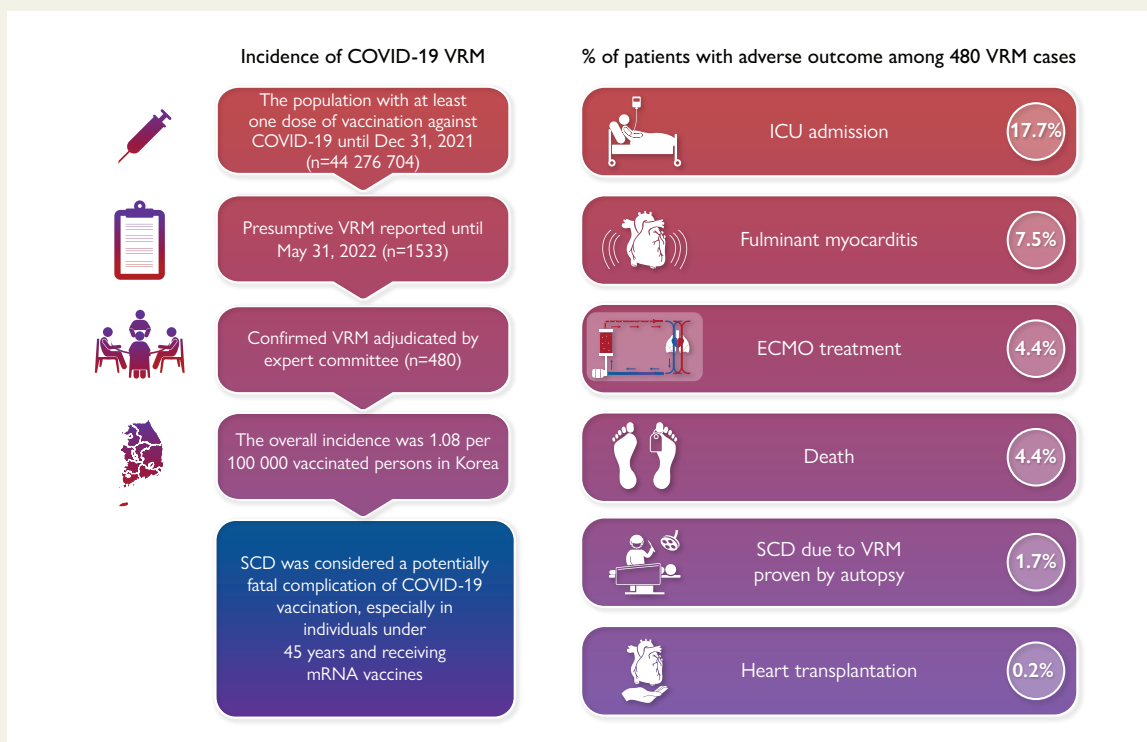 Incidence of COVID-19 VRM
The population with at least
one dose of vaccination against
COVID-19 until Dec 31, 2021
(n=44 276 704)
Presumptive VRM reported until
May 31, 2022 (n=1533)
Confirmed VRM adjudicated by
expert committee (n=480)
The overall incidence was 1.08 per
100 000 vaccinated persons in Korea
SCD was considered a potentially
fatal complication of COVID-19
vaccination, especially in
individuals under
45 years and receiving
mRNA vaccines
% of patients with adverse outcome among 480 VRM cases
ICU admission
17.7%
Fulminant myocarditis
7.5%
ECMO treatment
4.4%
Death
4.4%
SCD due to VRM
proven by autopsy
1.7%
Heart transplantation
0.2%